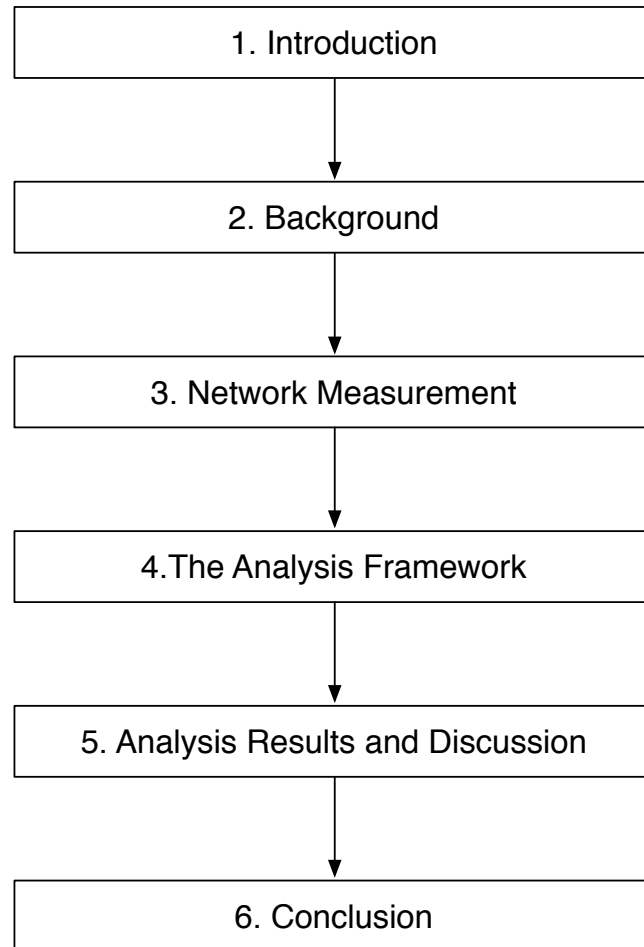 1. Introduction
2. Background
3. Network Measurement
4.The Analysis Framework
5. Analysis Results and Discussion
6. Conclusion